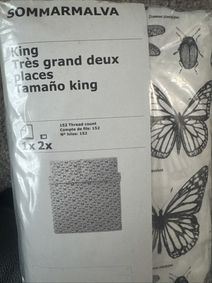 SOMMARMALVA
King
Très grand deux
places
Tamaño king
1x 2x
152 Thread count
Compte de fils: 152
Nº hilos: 152